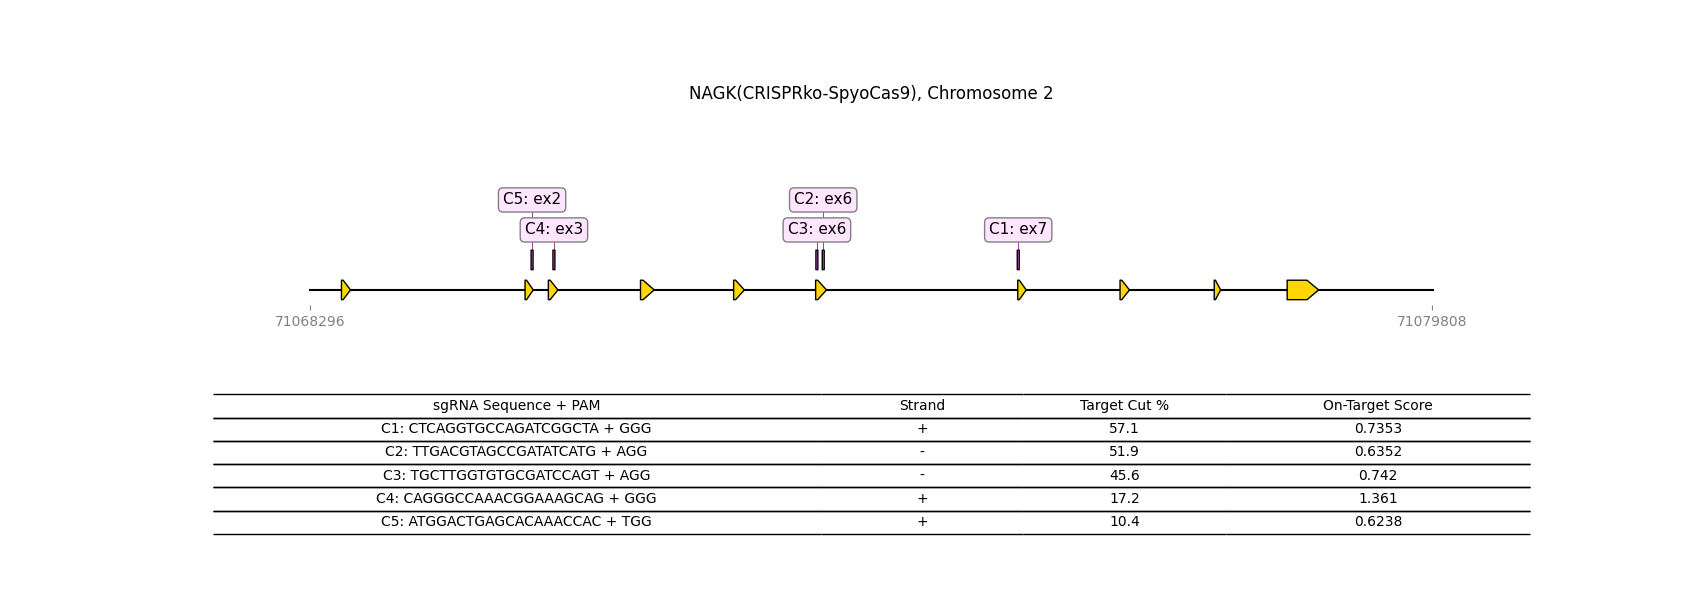 NAGK(CRISPRko-SpyoCas9), Chromosome 2
C5: ex2
C2: ex6
C4: ex3
C3: ex6
C1: ex7
71068296
71079808
sgRNA Sequence + PAM Strand Target Cut % On-Target Score
C1: CTCAGGTGCCAGATCGGCTA + GGG + 57.1 0.7353
C2: TTGACGTAGCCGATATCATG + AGG - 51.9 0.6352
C3: TGCTTGGTGTGCGATCCAGT + AGG - 45.6 0.742
C4: CAGGGCCAAACGGAAAGCAG + GGG + 17.2 1.361
C5: ATGGACTGAGCACAAACCAC + TGG + 10.4 0.6238